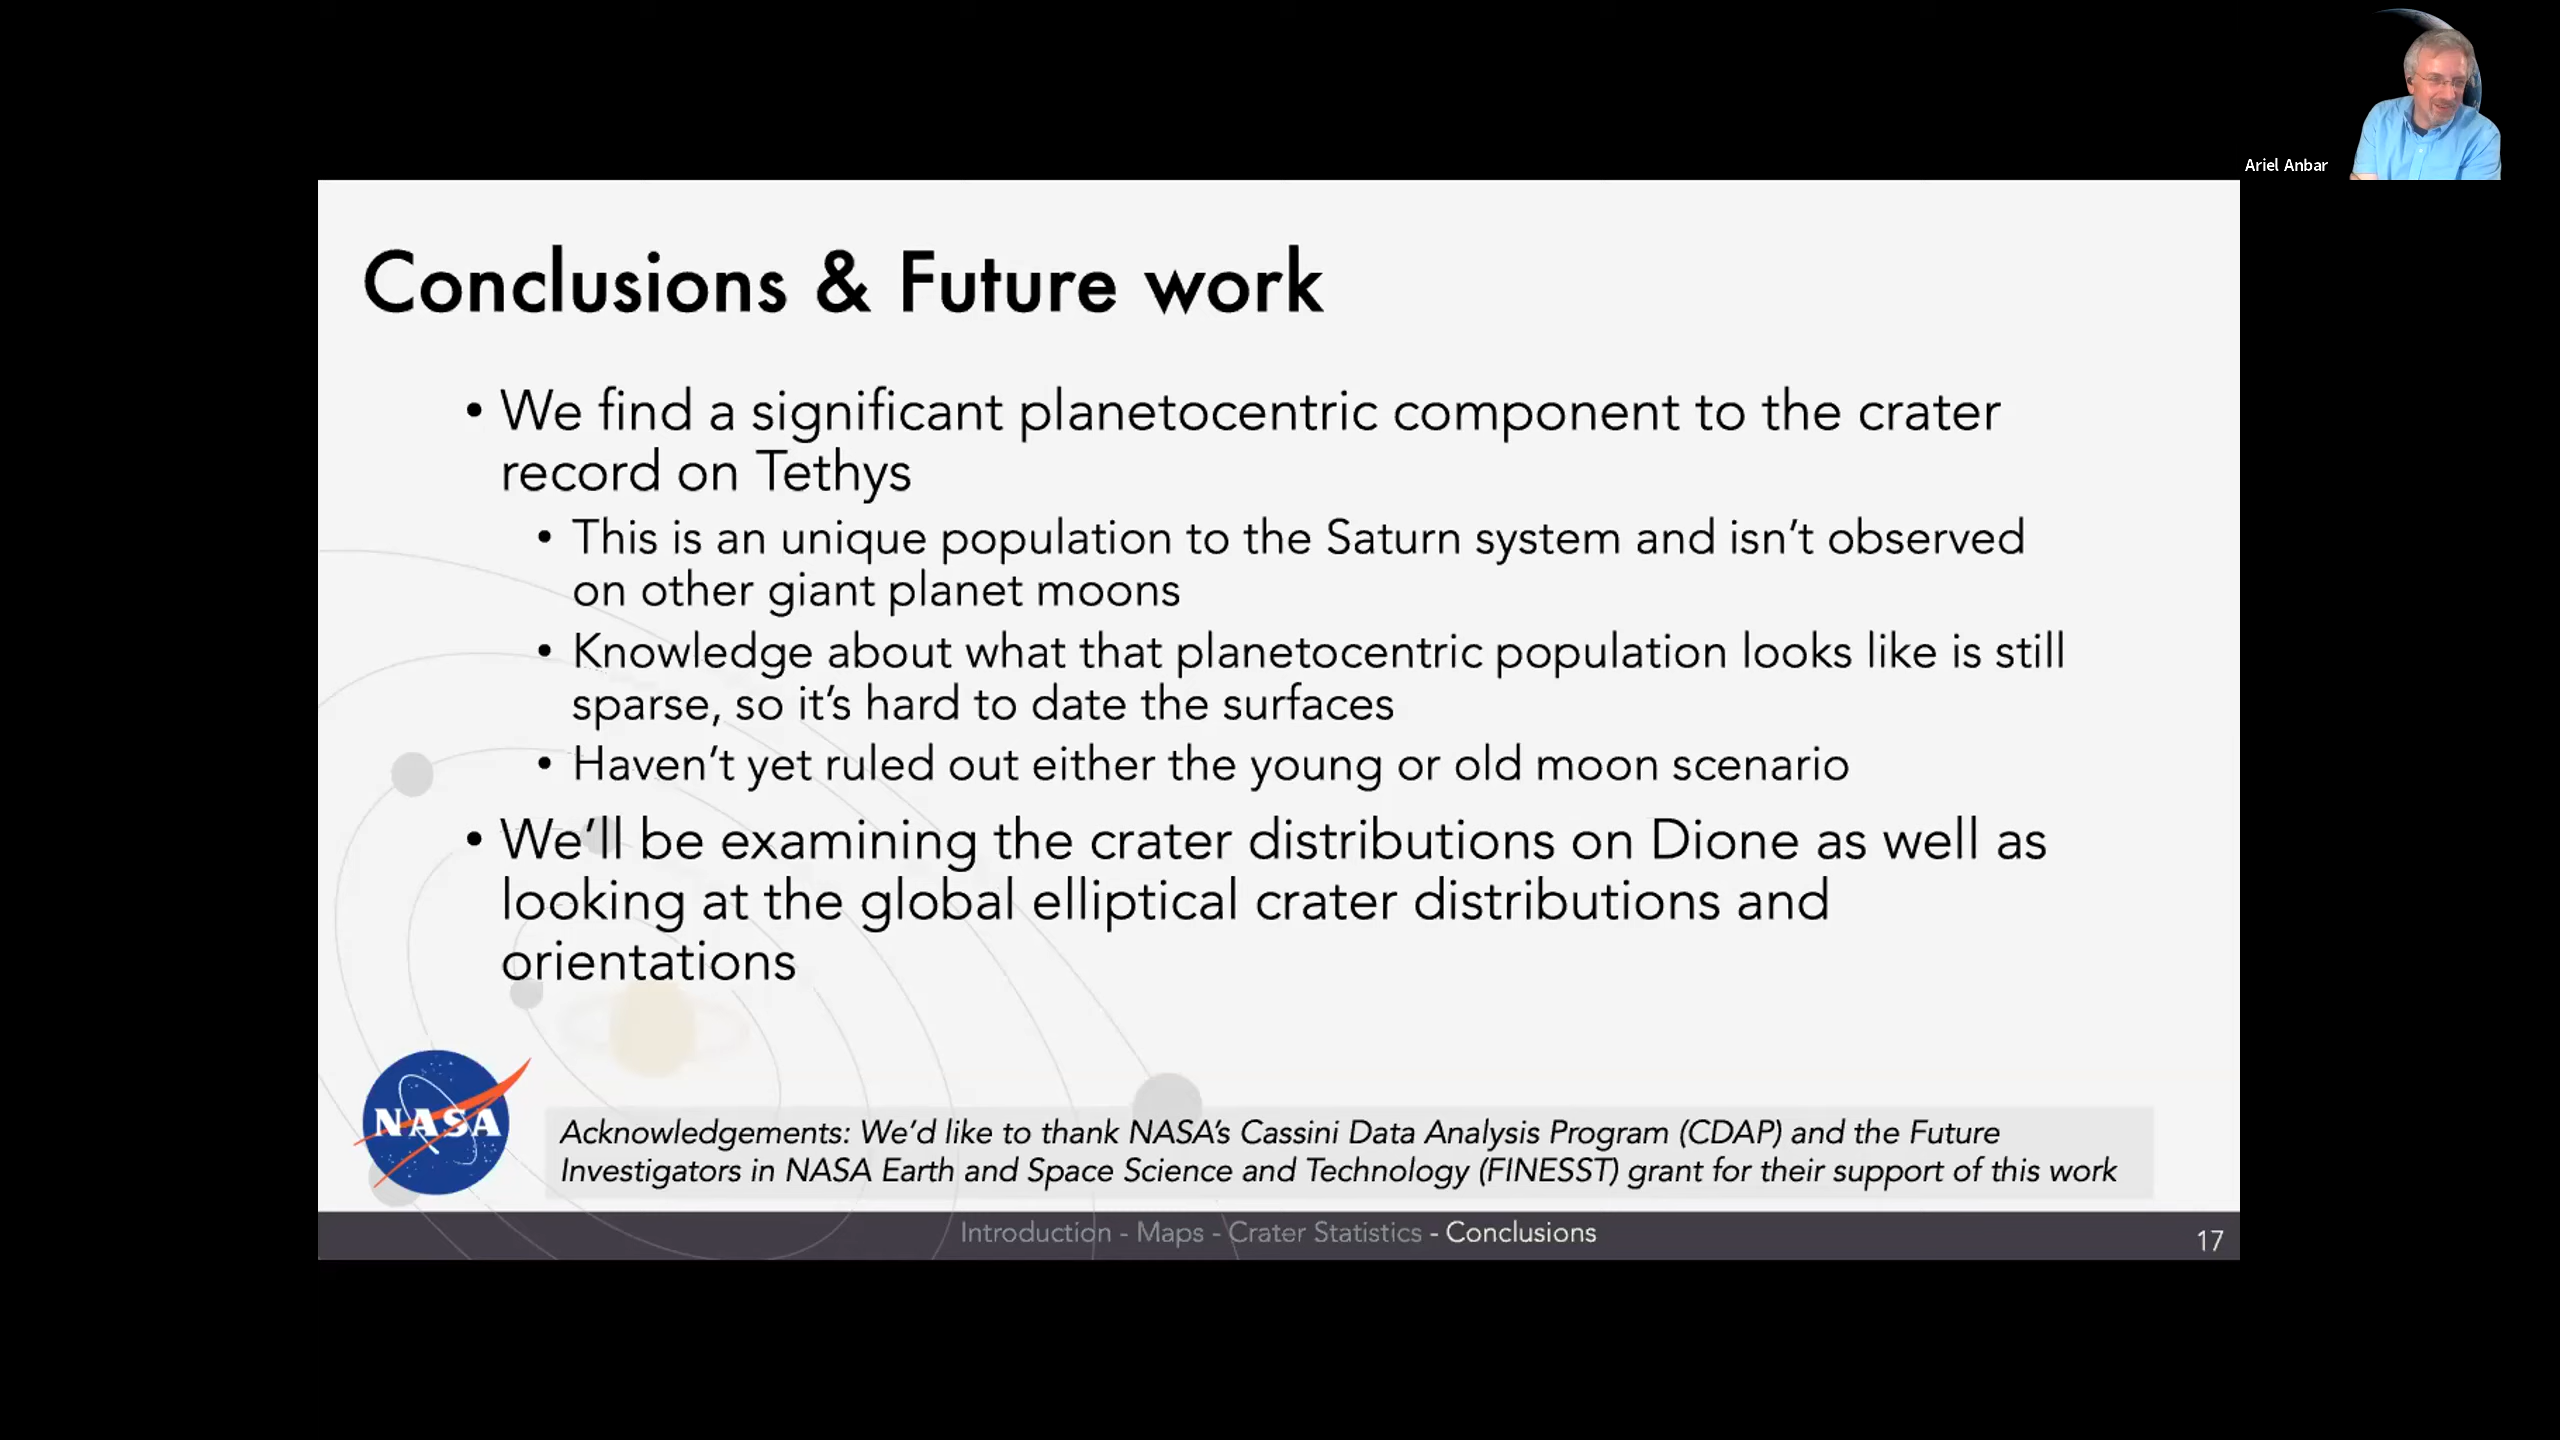 Ariel Anbar
Conclusions & Future work
• We find a significant planetocentric component to the crater
record on Tethys
• This is an unique population to the Saturn system and isn't observed
on other giant planet moons
• Knowledge about what that planetocentric population looks like is still
sparse, so it's hard to date the surfaces
• Haven't yet ruled out either the young or old moon scenario
• We'll be examining the crater distributions on Dione as well as
looking at the global elliptical crater distributions and
orientations
NASA
Acknowledgements: We'd like to thank NASA's Cassini Data Analysis Program (CDAP) and the Future
Investigators in NASA Earth and Space Science and Technology (FINESST) grant for their support of this work
Introduction - Maps - Crater Statistics - Conclusions
17